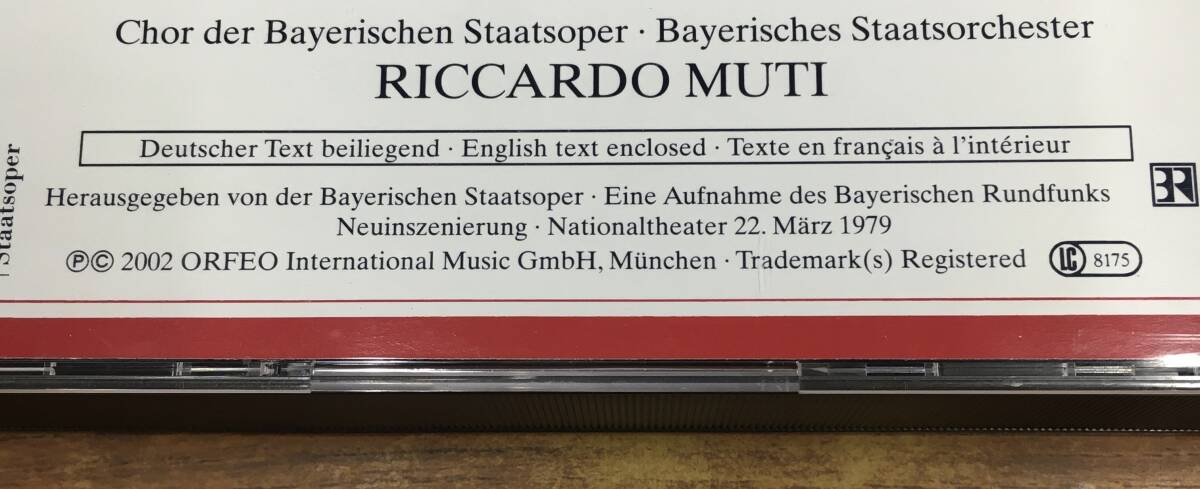 Chor der Bayerischen Staatsoper · Bayerisches Staatsorchester
RICCARDO MUTI
Deutscher Text beiliegend · English text enclosed · Texte en français à l'intérieur
Herausgegeben von der Bayerischen Staatsoper · Eine Aufnahme des Bayerischen Rundfunks
Neuinszenierung · Nationaltheater 22. März 1979
℗© 2002 ORFEO International Music GmbH, München · Trademark(s) Registered
LC 8175
BR
Staatsoper